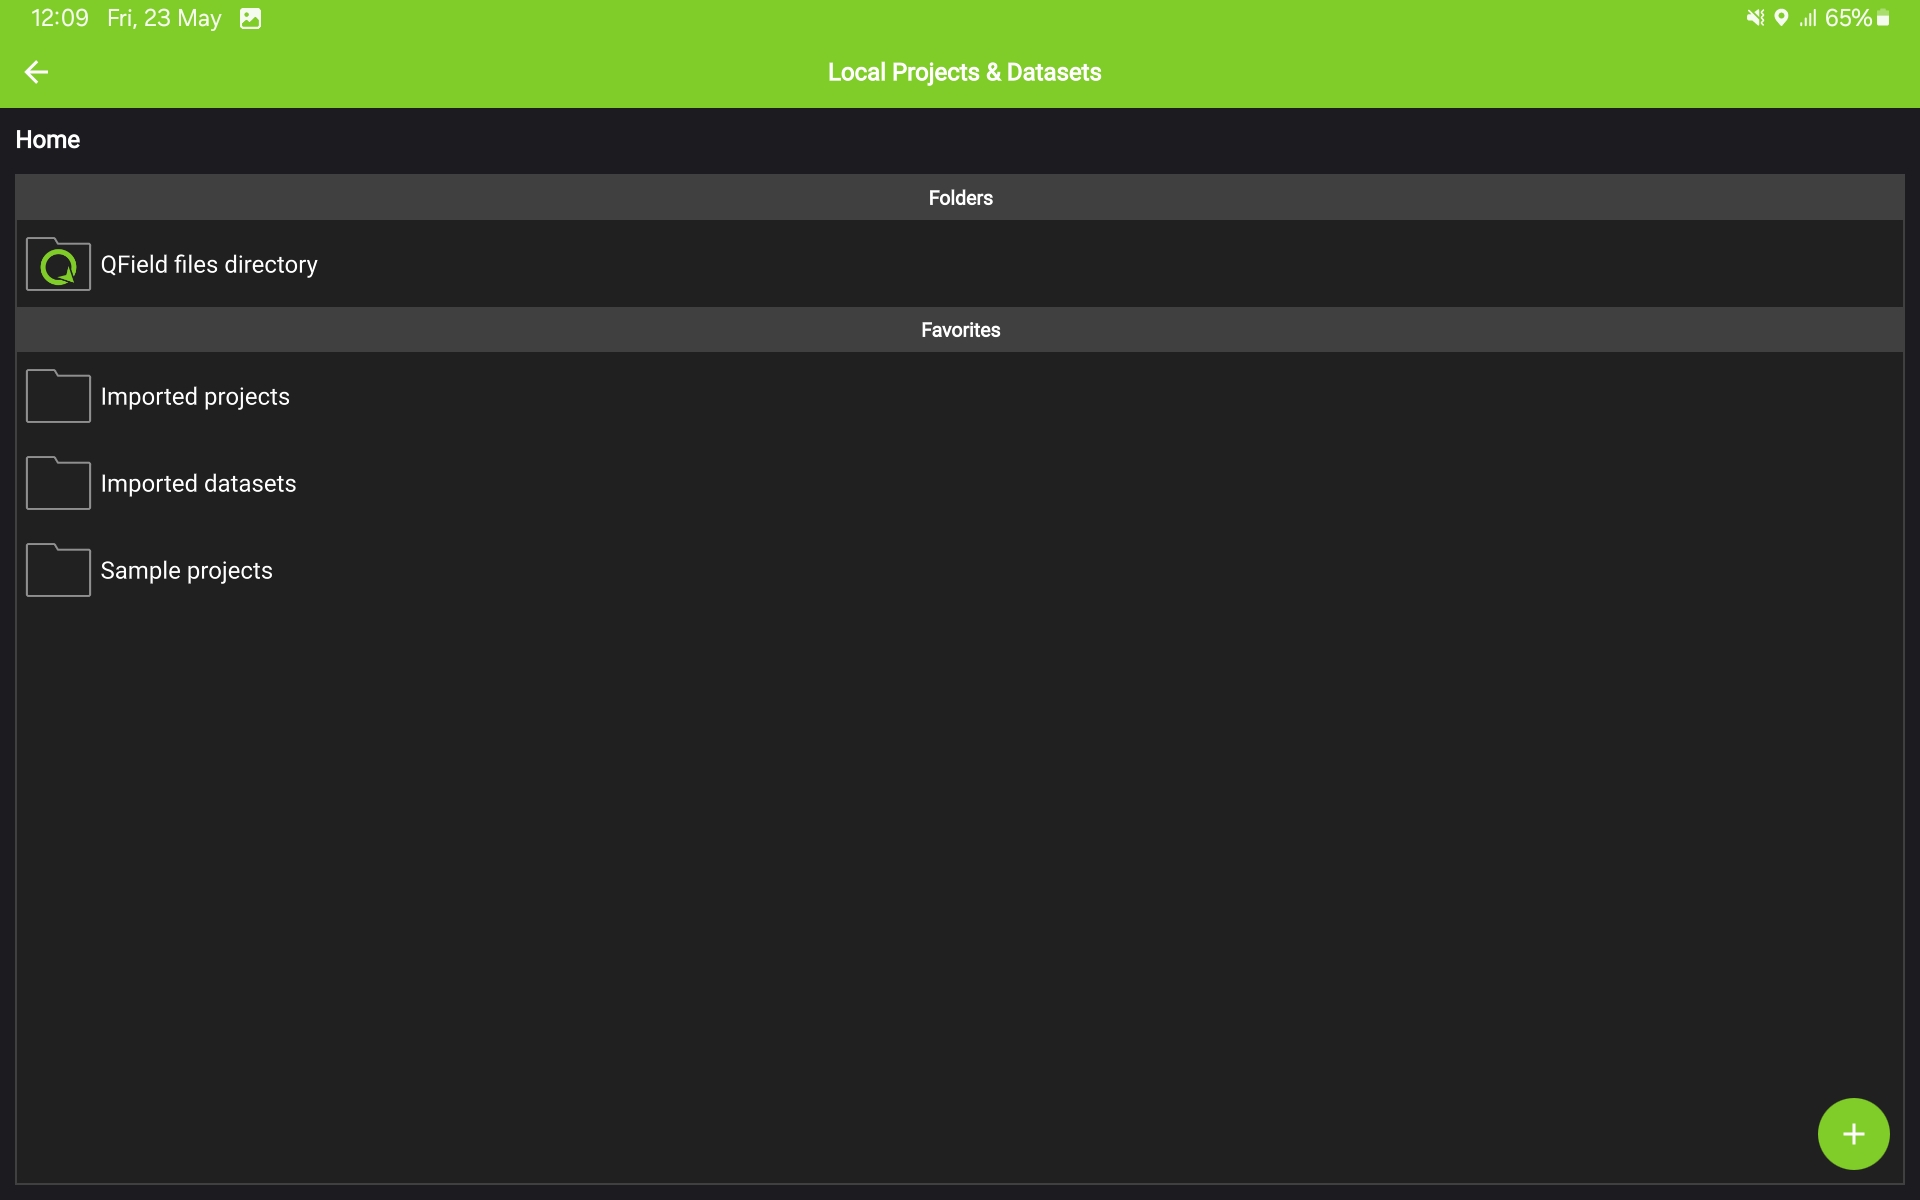 12:09 Fri, 23 May 65%
Local Projects & Datasets
Home
Folders
QField files directory
Favorites
Imported projects
Imported datasets
Sample projects